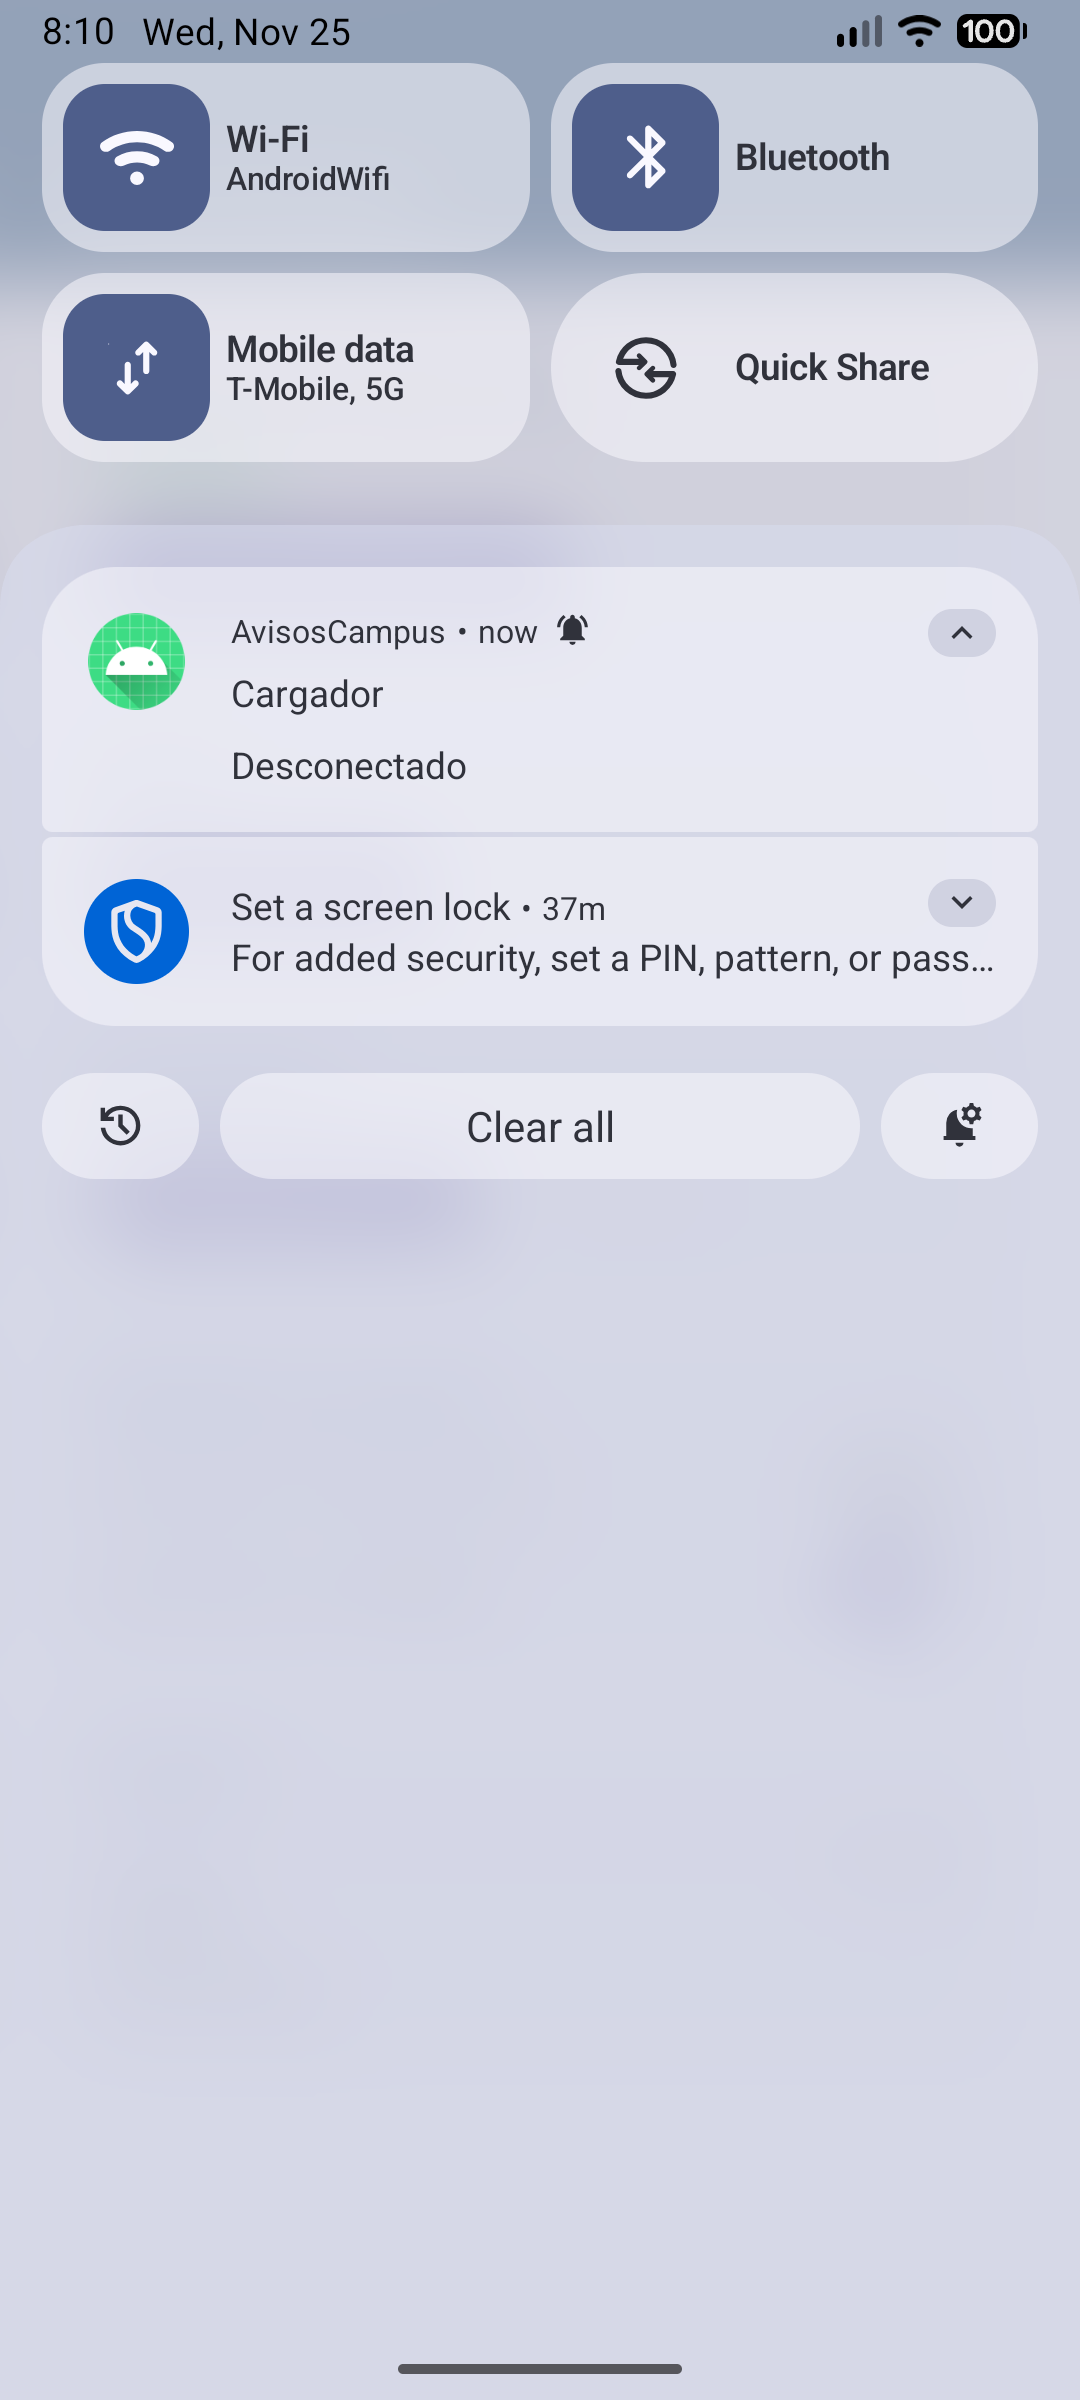 8:10 Wed, Nov 25 100
Wi-Fi
AndroidWifi
Bluetooth
Mobile data
T-Mobile, 5G
Quick Share
AvisosCampus • now
Cargador
Desconectado
Set a screen lock • 37m
For added security, set a PIN, pattern, or pass…
Clear all